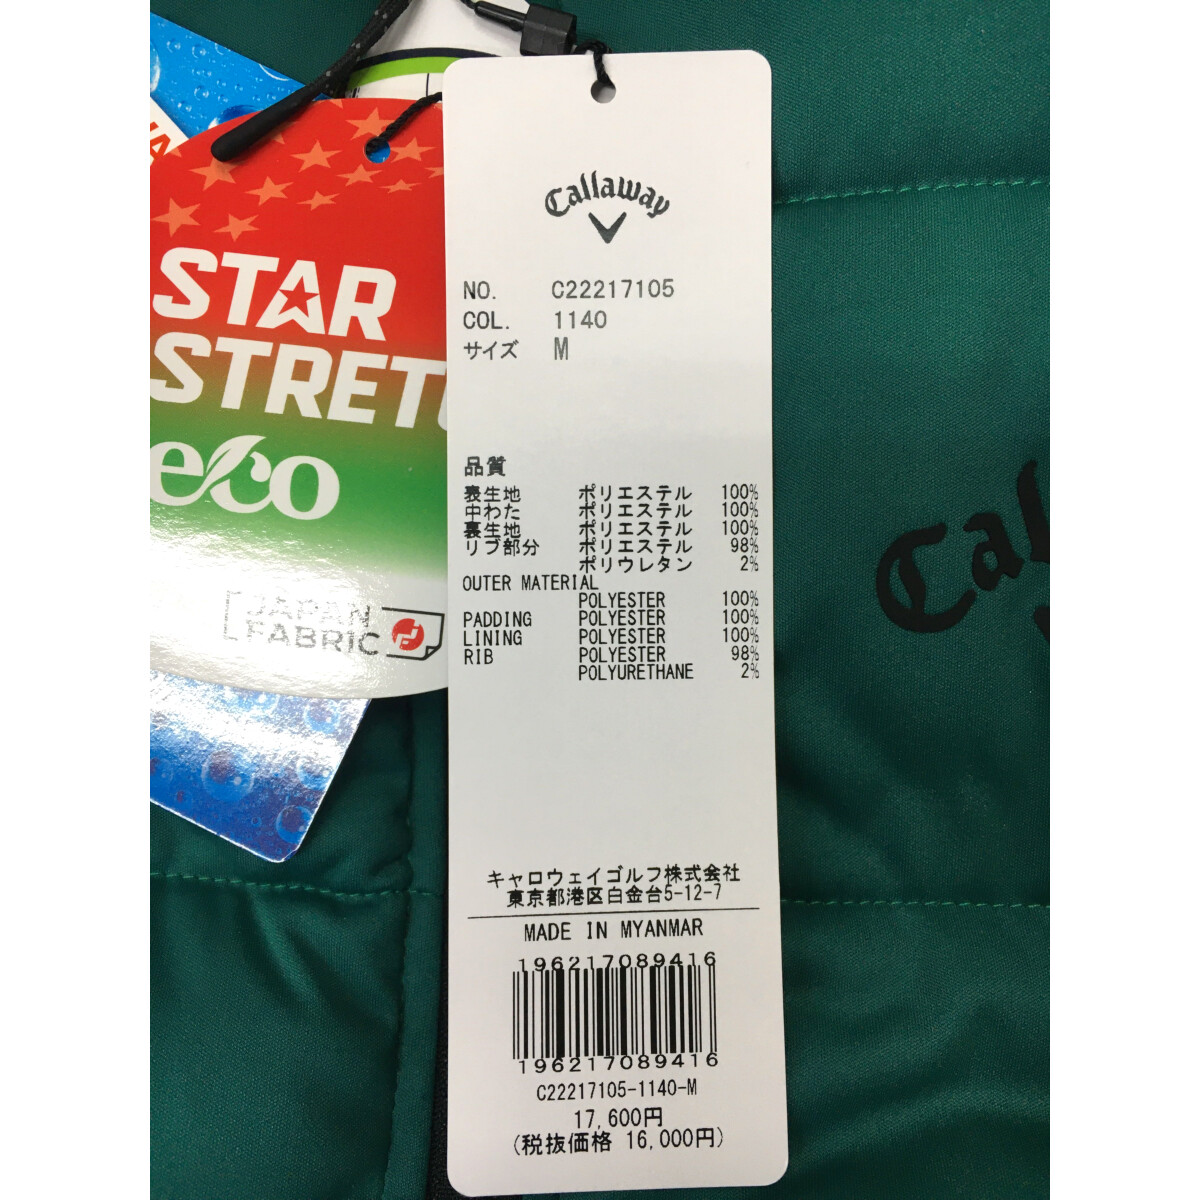 STAR
STRETC
eco
JAPAN
FABRIC
Callaway
NO. C22217105
COL. 1140
サイズ M
品質
表生地 ポリエステル 100%
中わた ポリエステル 100%
裏生地 ポリエステル 100%
リブ部分 ポリエステル 98%
ポリウレタン 2%
OUTER MATERIAL
POLYESTER 100%
PADDING POLYESTER 100%
LINING POLYESTER 100%
RIB POLYESTER 98%
POLYURETHANE 2%
キャロウェイゴルフ株式会社
東京都港区白金台5-12-7
MADE IN MYANMAR
196217089416
196217089416
C22217105-1140-M
17,600円
(税抜価格 16,000円)
Cal